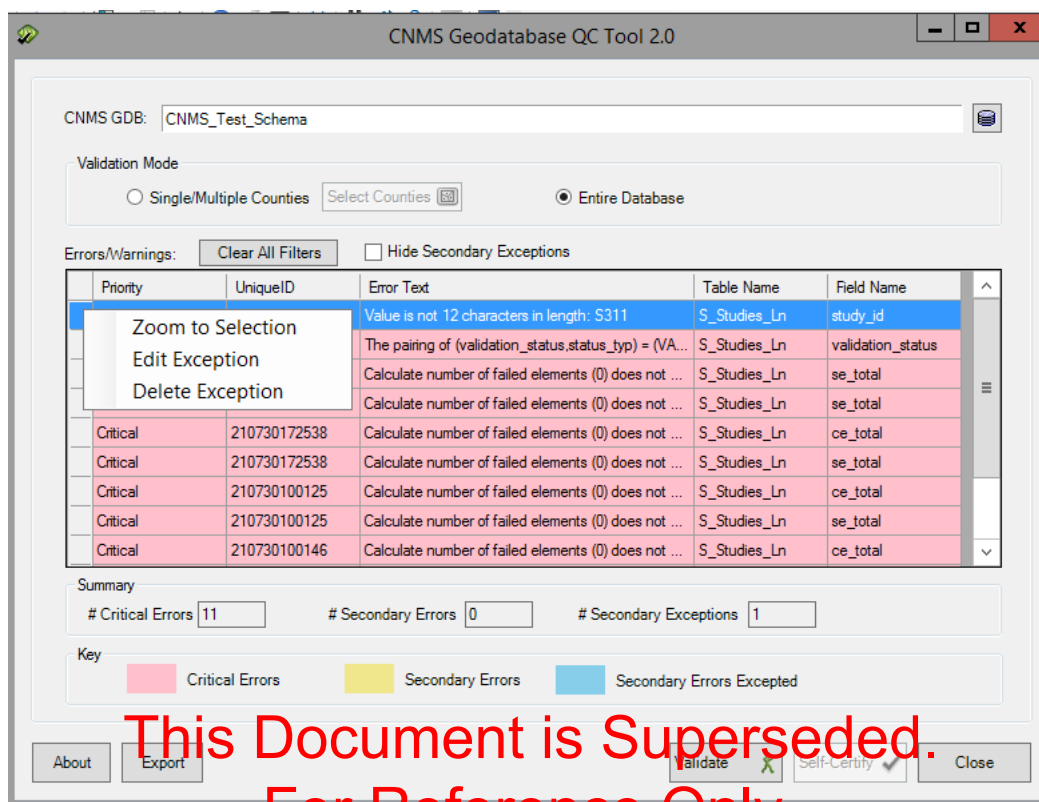 CNMS Geodatabase QC Tool 2.0
CNMS GDB: CNMS_Test_Schema
Validation Mode
Single/Multiple Counties Select Counties Entire Database
Errors/Warnings: Clear All Filters Hide Secondary Exceptions
Priority UniqueID Error Text Table Name Field Name
Value is not 12 characters in length: S311 S_Studies_Ln study_id
Zoom to Selection
The pairing of (validation_status,status_typ) = (VA... S_Studies_Ln validation_status
Edit Exception
Calculate number of failed elements (0) does not ... S_Studies_Ln se_total
Delete Exception
Calculate number of failed elements (0) does not ... S_Studies_Ln se_total
Critical 210730172538 Calculate number of failed elements (0) does not ... S_Studies_Ln ce_total
Critical 210730172538 Calculate number of failed elements (0) does not ... S_Studies_Ln se_total
Critical 210730100125 Calculate number of failed elements (0) does not ... S_Studies_Ln ce_total
Critical 210730100125 Calculate number of failed elements (0) does not ... S_Studies_Ln se_total
Critical 210730100146 Calculate number of failed elements (0) does not ... S_Studies_Ln ce_total
Summary
# Critical Errors 11 # Secondary Errors 0 # Secondary Exceptions 1
Key
Critical Errors Secondary Errors Secondary Errors Excepted
This Document is Superseded.
About Export Validate Self-Certify Close
For Reference Only